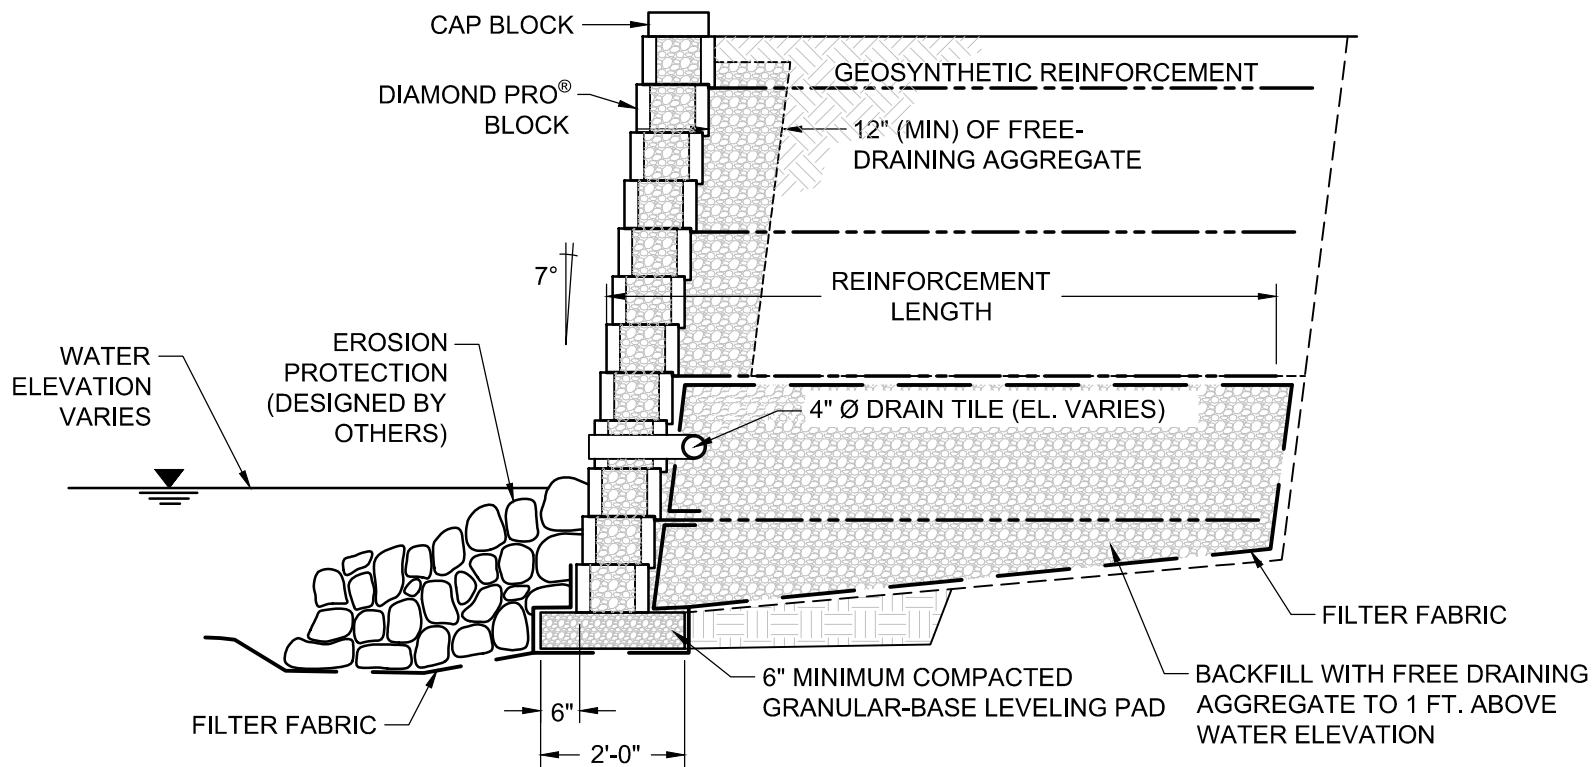 CAP BLOCK
DIAMOND PRO®
BLOCK
GEOSYNTHETIC REINFORCEMENT
12" (MIN) OF FREE-
DRAINING AGGREGATE
7°
REINFORCEMENT
LENGTH
WATER
ELEVATION
VARIES
EROSION
PROTECTION
(DESIGNED BY
OTHERS)
4" Ø DRAIN TILE (EL. VARIES)
FILTER FABRIC
BACKFILL WITH FREE DRAINING
AGGREGATE TO 1 FT. ABOVE
WATER ELEVATION
6" MINIMUM COMPACTED
GRANULAR-BASE LEVELING PAD
6"
FILTER FABRIC
2'-0"